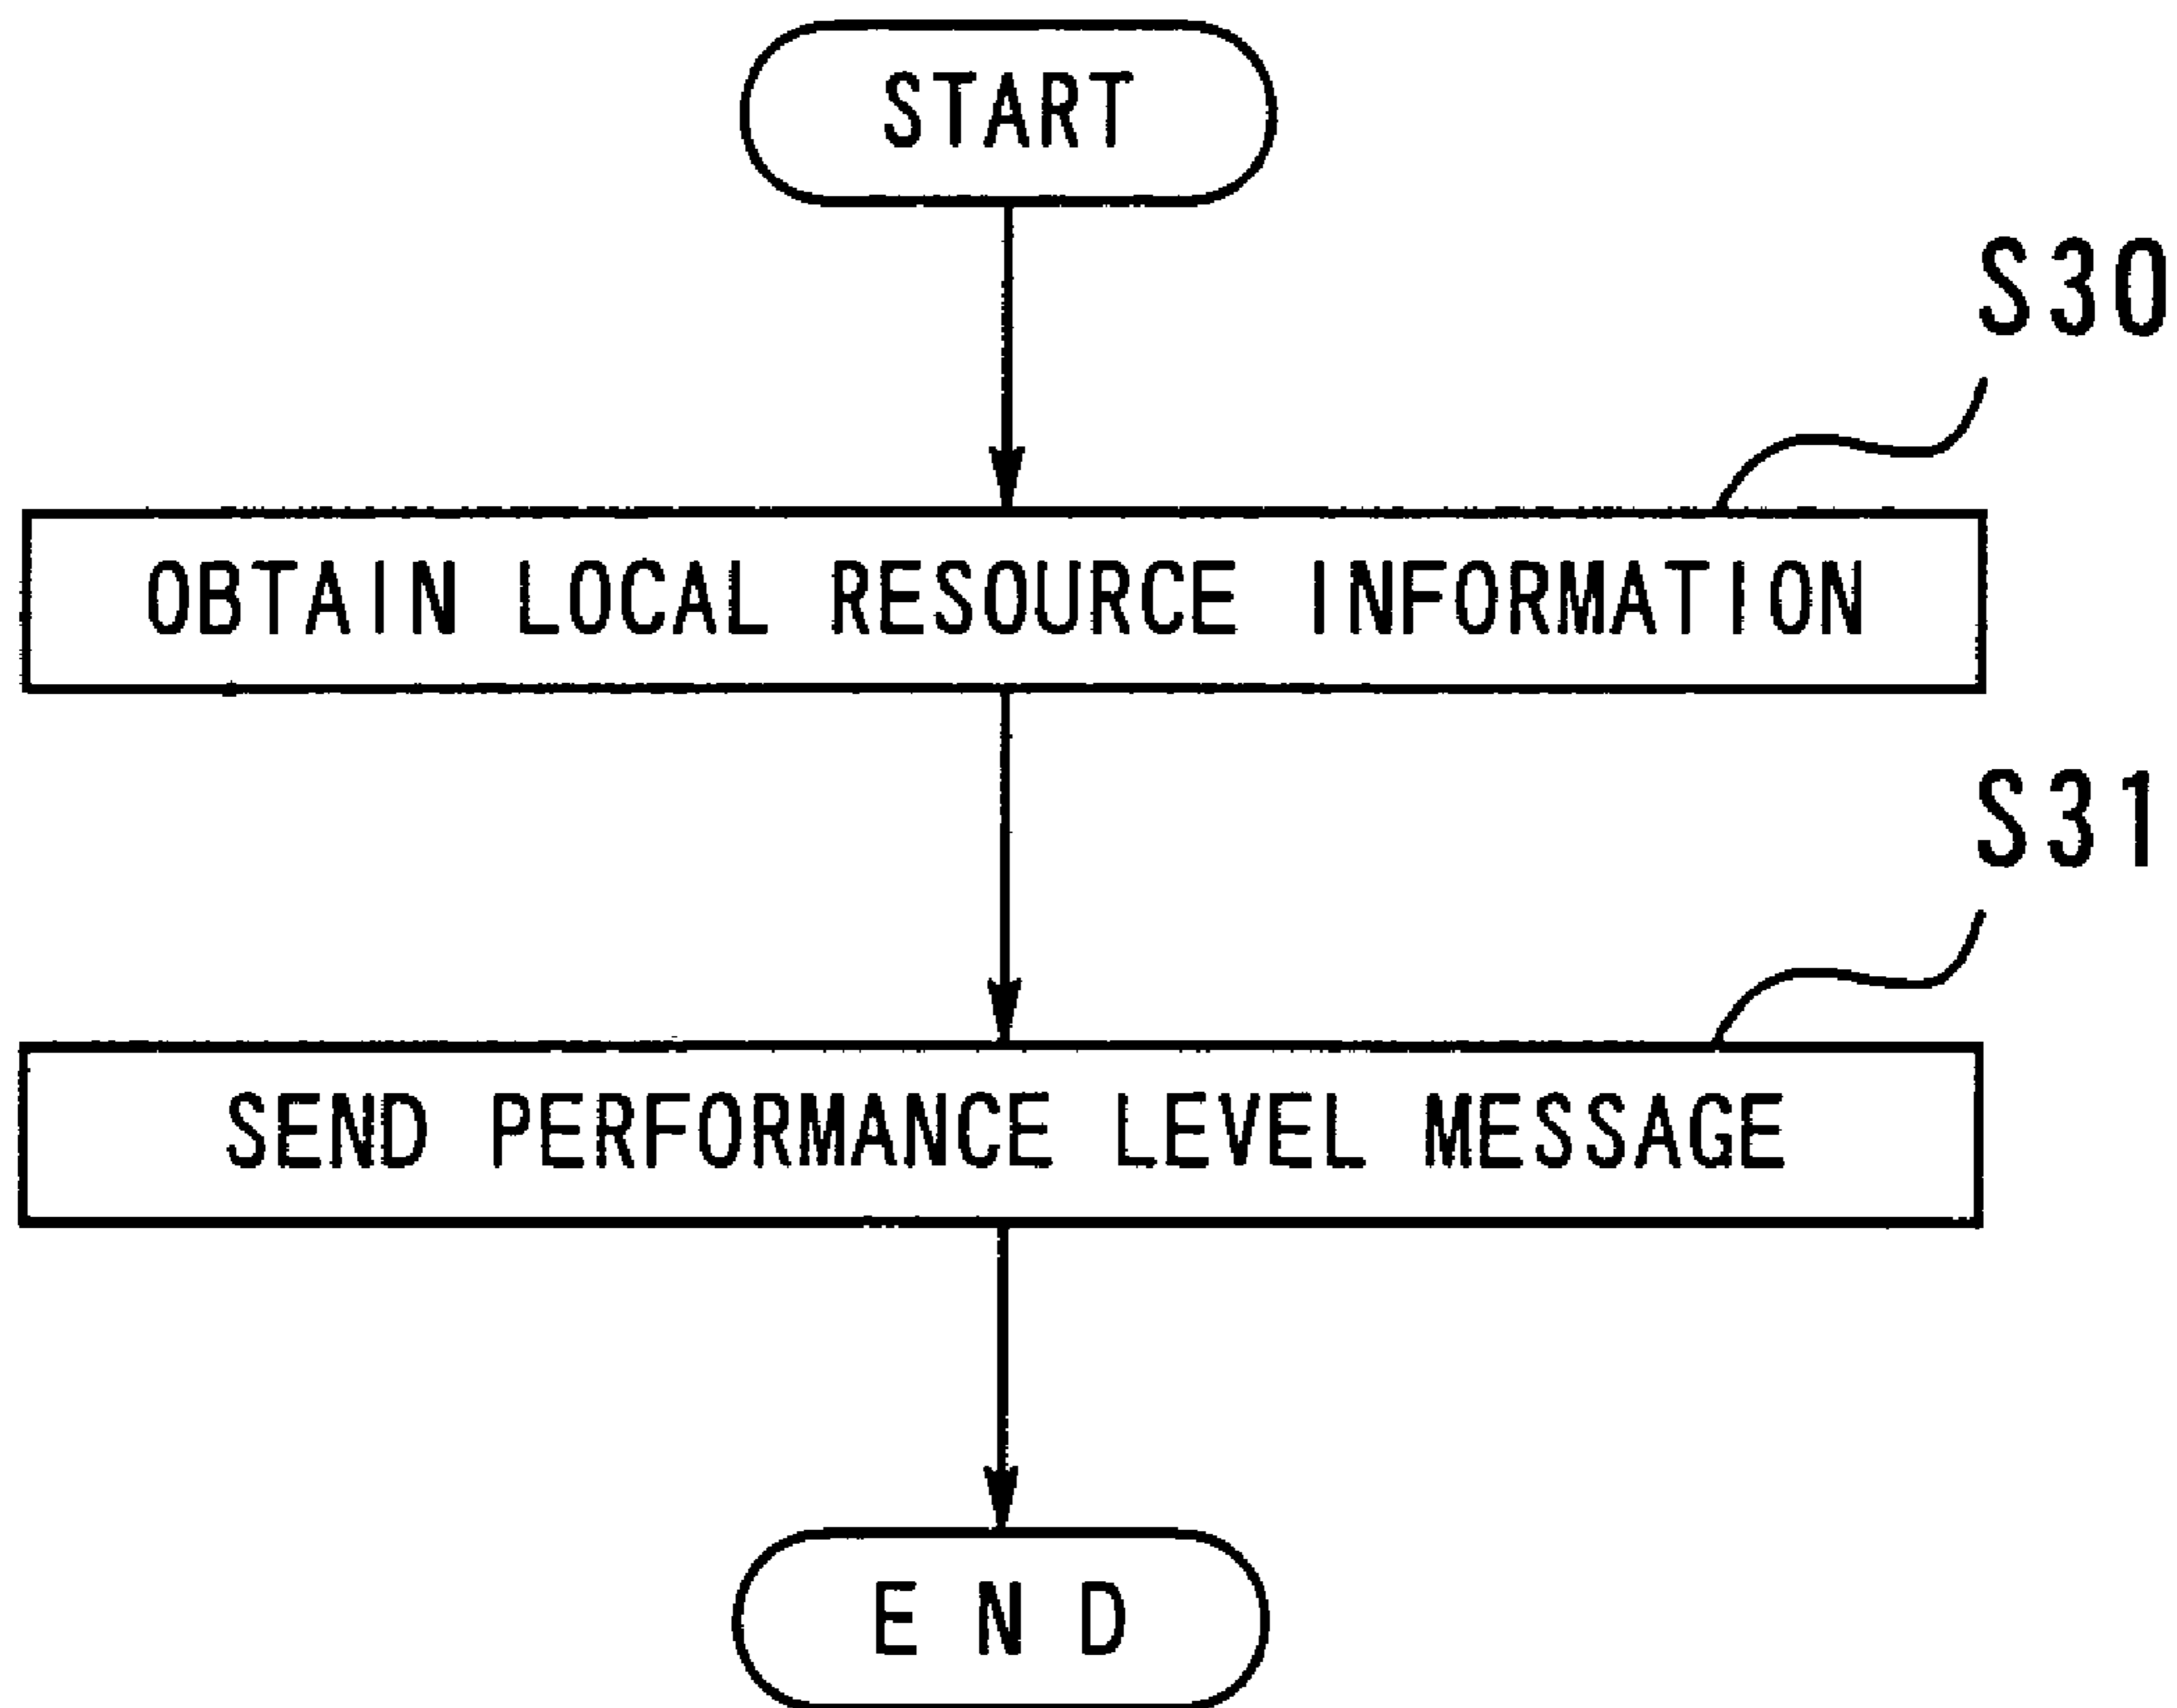 START
S30
OBTAIN LOCAL RESOURCE INFORMATION
S31
SEND PERFORMANCE LEVEL MESSAGE
END